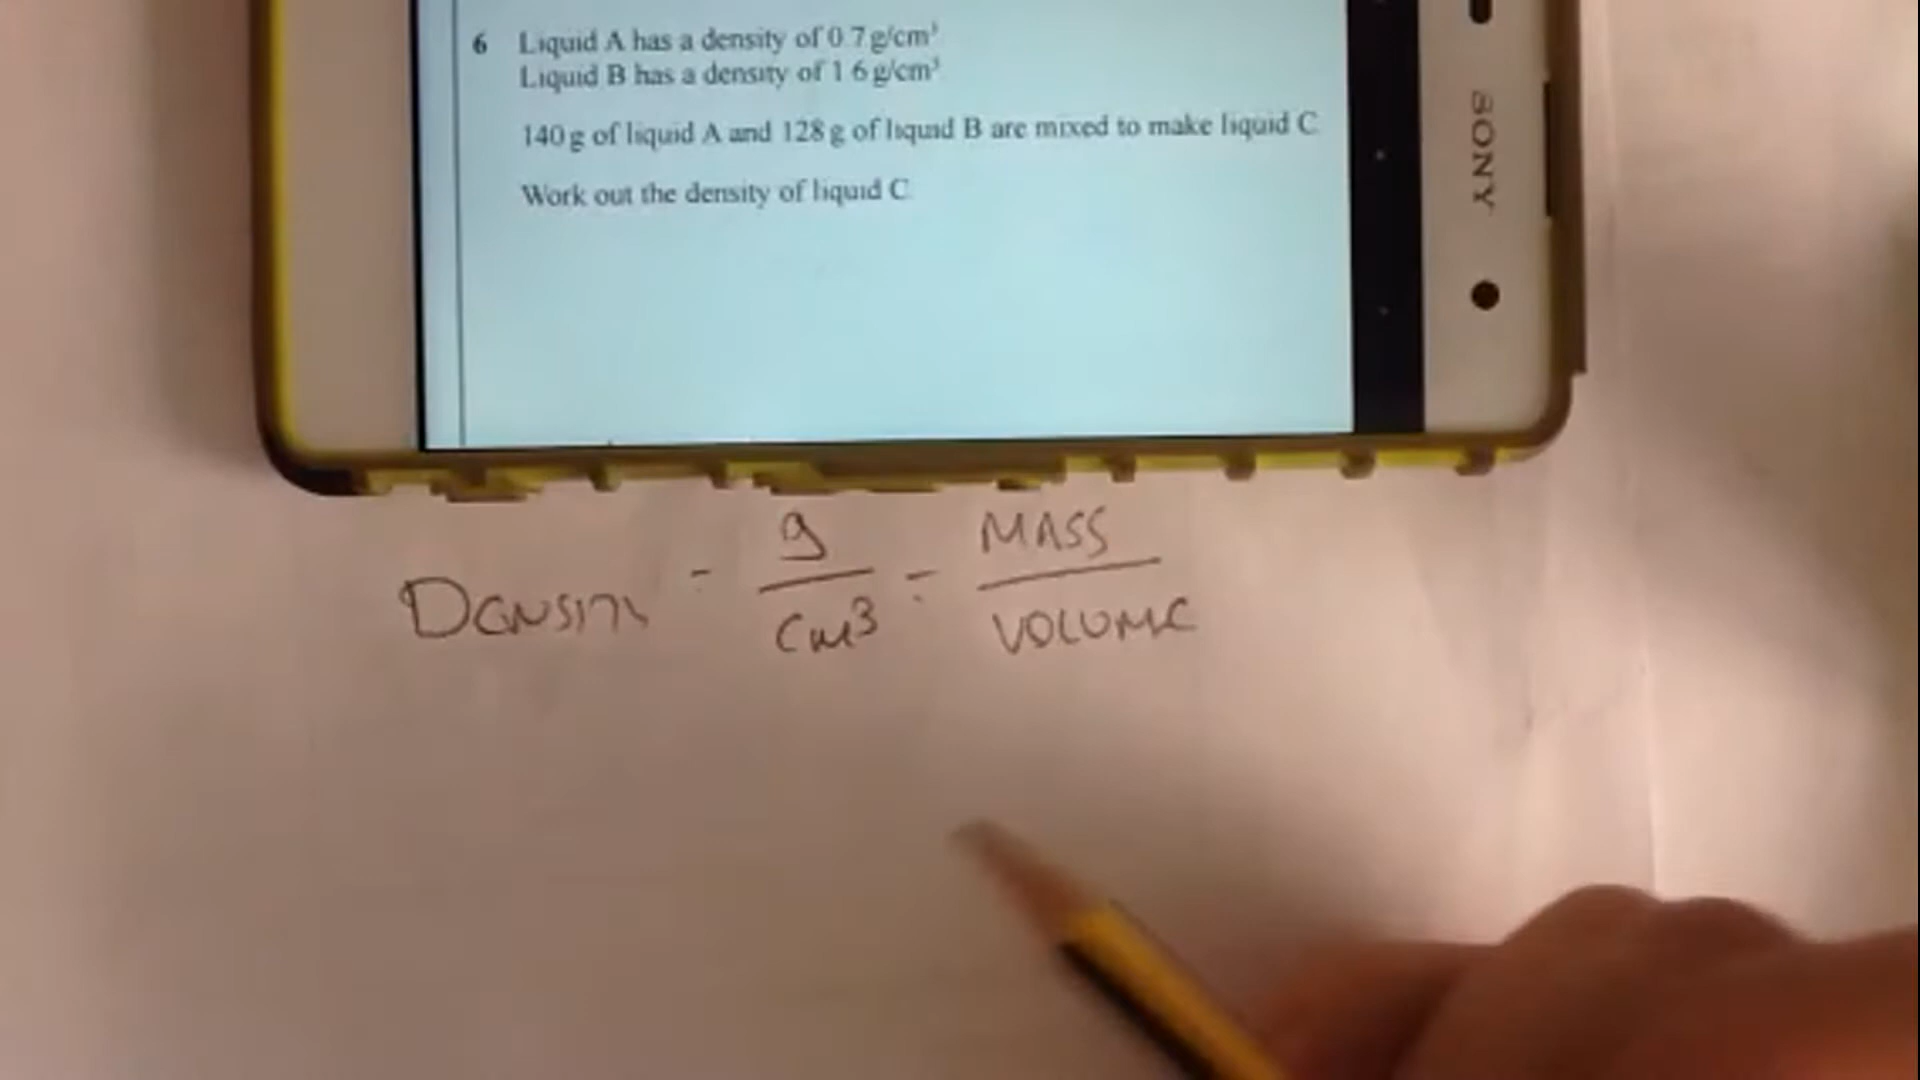 6 Liquid A has a density of 0 7 g/cm³
Liquid B has a density of 1 6 g/cm³
140 g of liquid A and 128 g of liquid B are mixed to make liquid C
Work out the density of liquid C
SONY
DENSITY = g/cm³ = MASS/VOLUME